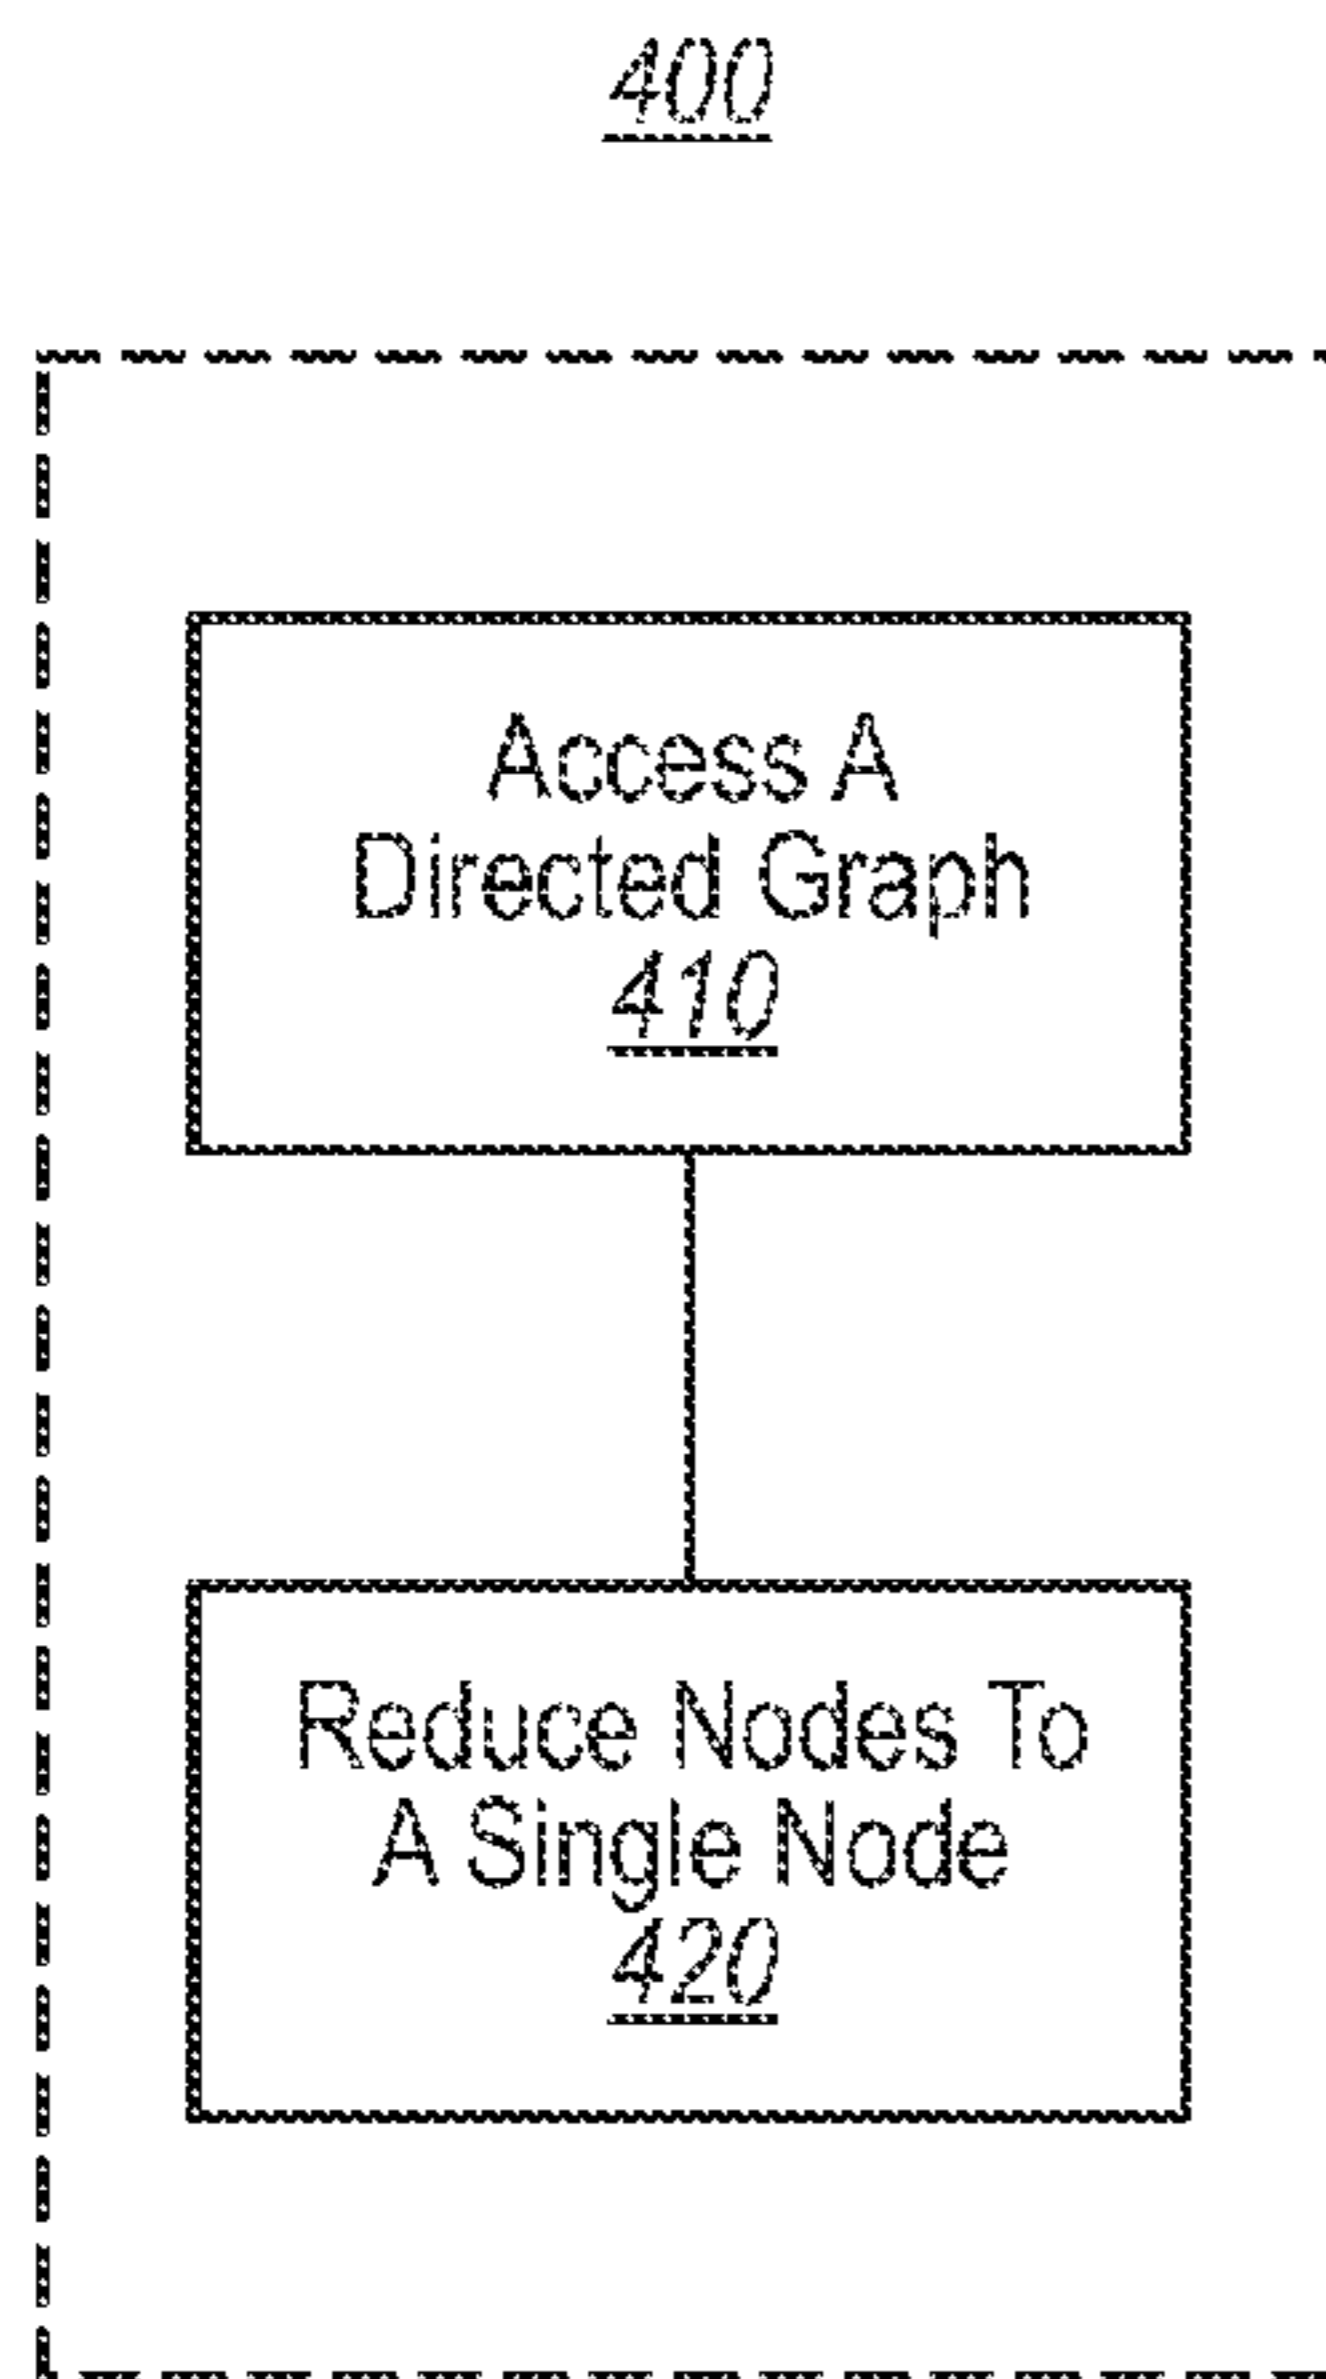 400
Access A
Directed Graph
410
Reduce Nodes To
A Single Node
420